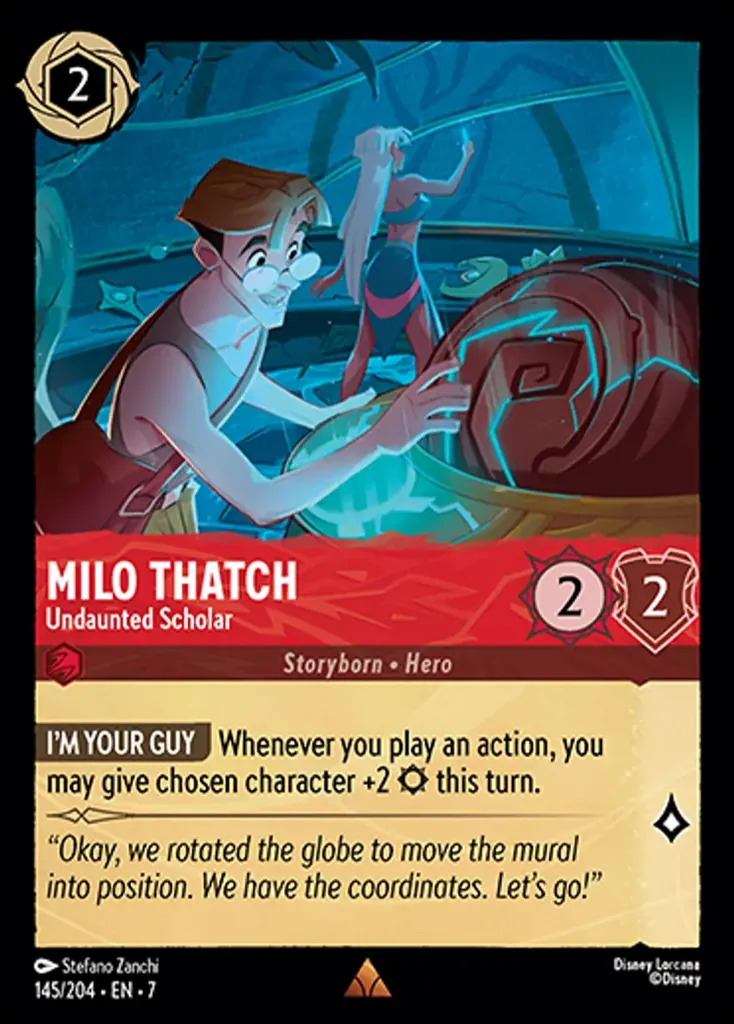 2
MILO THATCH
Undaunted Scholar
2
2
Storyborn • Hero
I'M YOUR GUY Whenever you play an action, you
may give chosen character +2 this turn.
“Okay, we rotated the globe to move the mural
into position. We have the coordinates. Let's go!”
Stefano Zanchi
145/204 • EN • 7
Disney Lorcana
©Disney